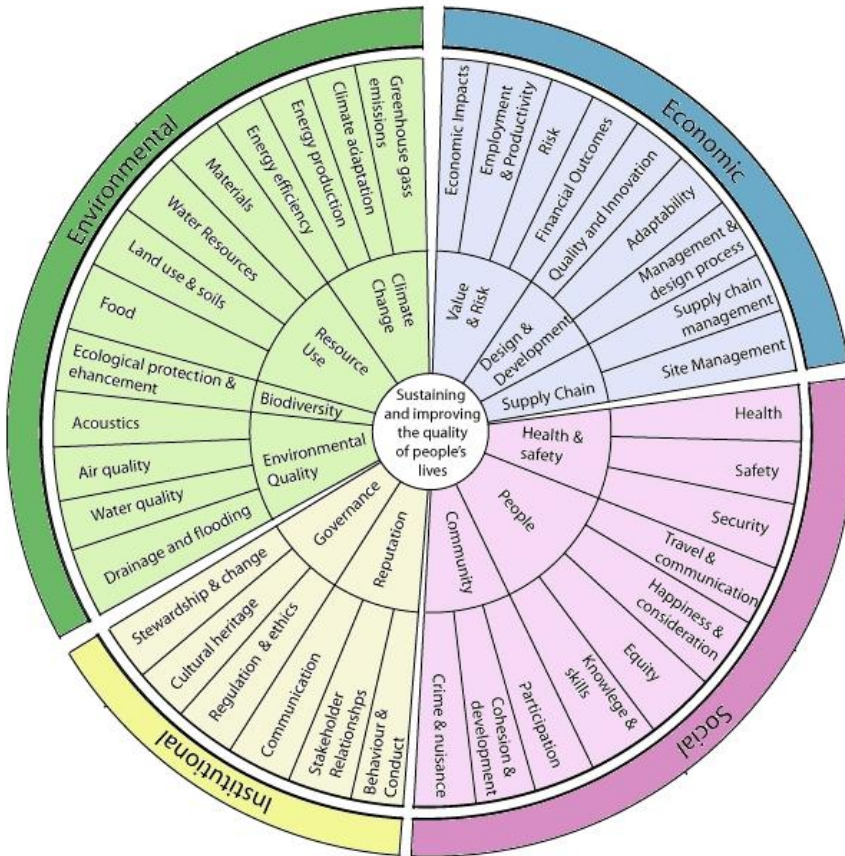 Environmental
Economic
Social
Institutional
Sustaining
and improving
the quality
of people's
lives
Climate
Change
Resource
Use
Biodiversity
Environmental
Quality
Greenhouse gass
emissions
Climate adaptation
Energy production
Energy efficiency
Materials
Water Resources
Land use & soils
Food
Ecological protection &
ehancement
Acoustics
Air quality
Water quality
Drainage and flooding
Value
& Risk
Design &
Development
Supply Chain
Economic Impacts
Employment
& Productivity
Risk
Financial Outcomes
Quality and Innovation
Adaptability
Management &
design process
Supply chain
management
Site Management
Health &
safety
People
Community
Health
Safety
Security
Travel &
communication
Happiness &
consideration
Equity
Knowlege &
skills
Participation
Cohesion &
development
Crime & nuisance
Governance
Reputation
Stewardship & change
Cultural heritage
Regulation & ethics
Communication
Stakeholder
Relationshps
Behaviour &
Conduct